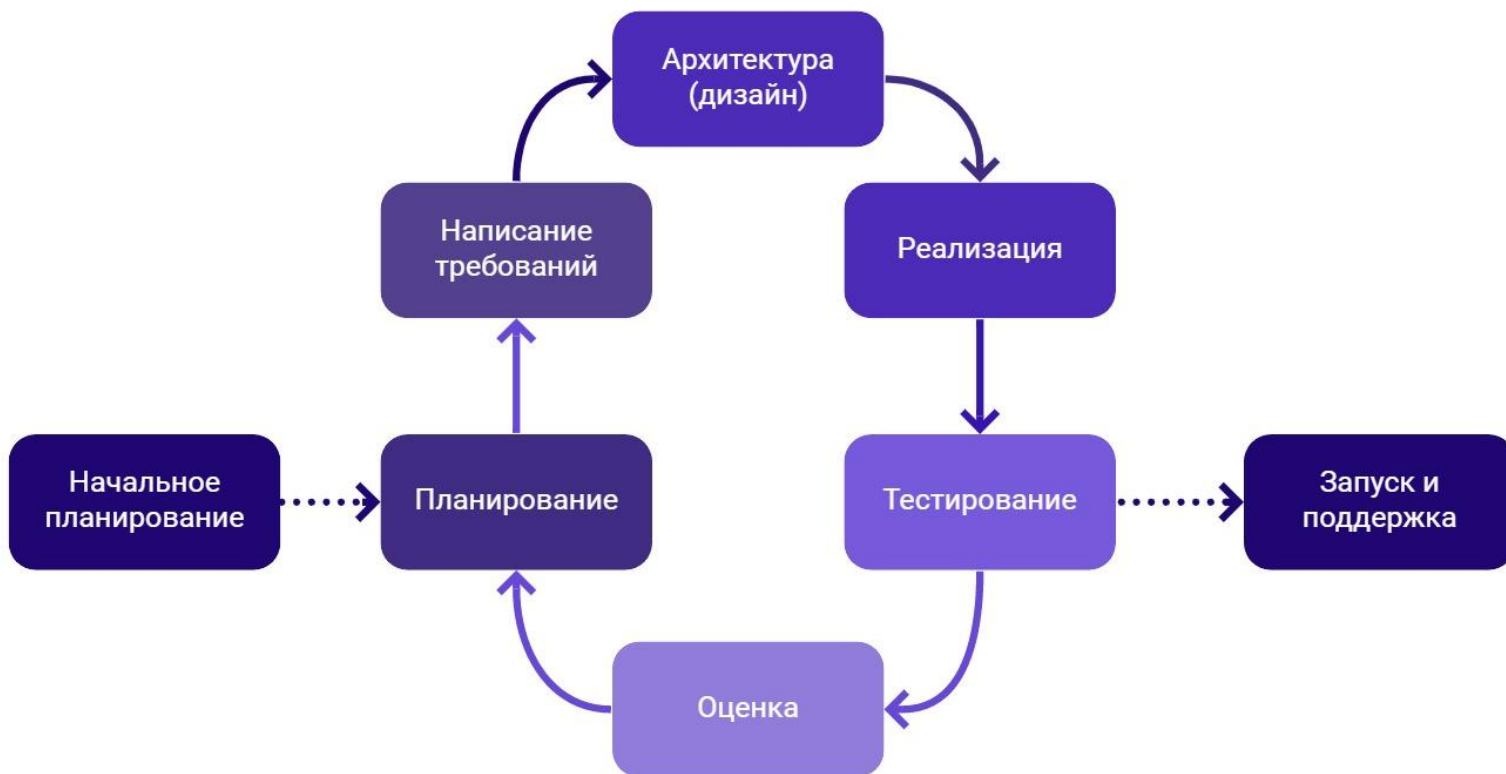 Архитектура
(дизайн)
Написание
требований
Реализация
Начальное
планирование
Планирование
Тестирование
Запуск и
поддержка
Оценка